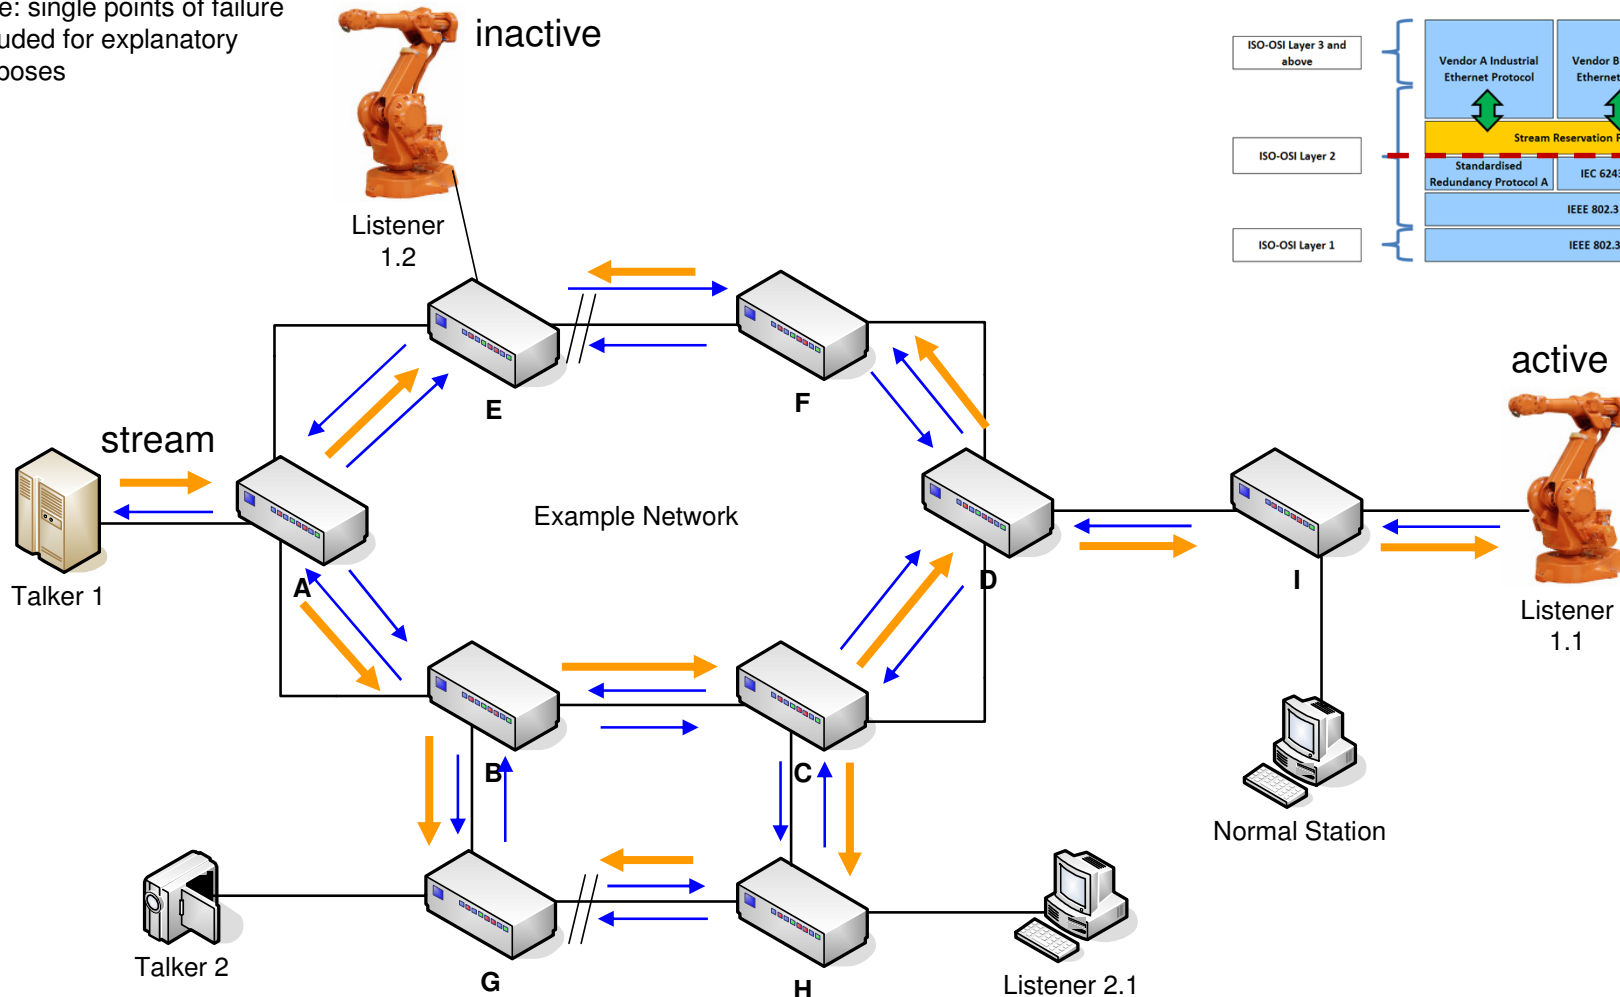 single points of failure
for explanatory
inactive
ISO-OSI Layer 3 and
above
Vendor A Industrial
Ethernet Protocol
Vendor B
Ethernet
Stream Reservation
ISO-OSI Layer 2
Standardised
Redundancy Protocol A
IEC
IEEE 802.3
ISO-OSI Layer 1
IEEE 802.3
Listener
1.2
E
F
active
stream
Example Network
Talker 1
A
D
I
Listener
1.1
B
C
Normal Station
Talker 2
G
H
Listener 2.1